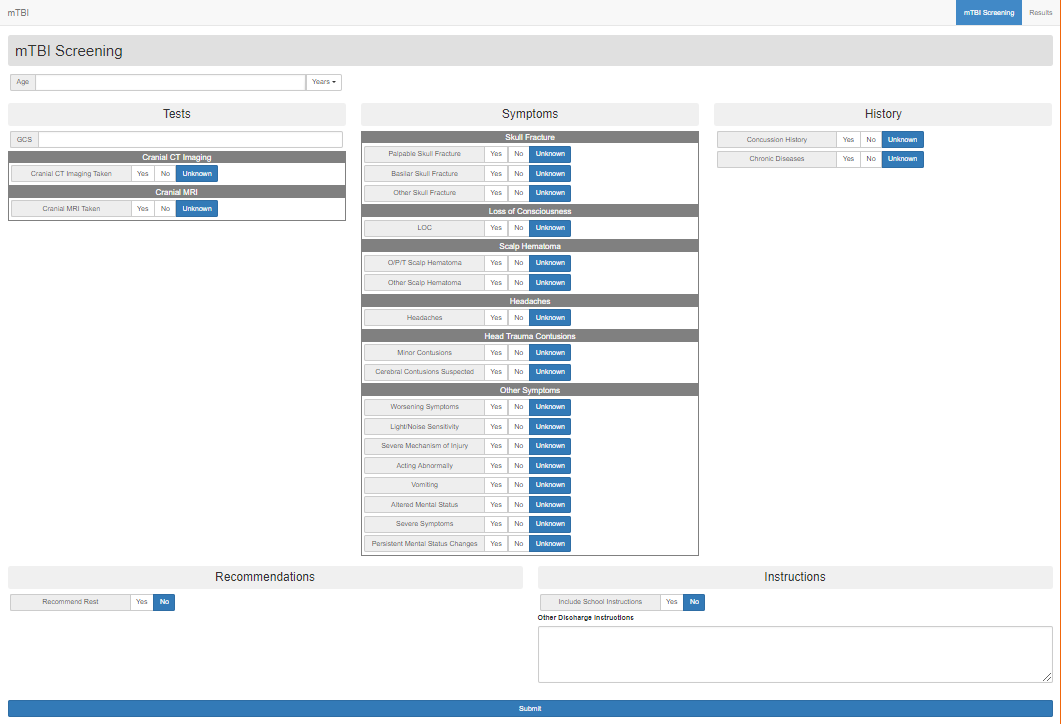 mTBI
mTBI Screening Results
mTBI Screening
Age Years
Tests
GCS
Cranial CT Imaging
Cranial CT Imaging Taken Yes No Unknown
Cranial MRI
Cranial MRI Taken Yes No Unknown
Symptoms
Skull Fracture
Palpable Skull Fracture Yes No Unknown
Basilar Skull Fracture Yes No Unknown
Other Skull Fracture Yes No Unknown
Loss of Consciousness
LOC Yes No Unknown
Scalp Hematoma
O/P/T Scalp Hematoma Yes No Unknown
Other Scalp Hematoma Yes No Unknown
Headaches
Headaches Yes No Unknown
Head Trauma Contusions
Minor Contusions Yes No Unknown
Cerebral Contusions Suspected Yes No Unknown
Other Symptoms
Worsening Symptoms Yes No Unknown
Light/Noise Sensitivity Yes No Unknown
Severe Mechanism of Injury Yes No Unknown
Acting Abnormally Yes No Unknown
Vomiting Yes No Unknown
Altered Mental Status Yes No Unknown
Severe Symptoms Yes No Unknown
Persistent Mental Status Changes Yes No Unknown
History
Concussion History Yes No Unknown
Chronic Diseases Yes No Unknown
Recommendations
Recommend Rest Yes No
Instructions
Include School Instructions Yes No
Other Discharge Instructions
Submit